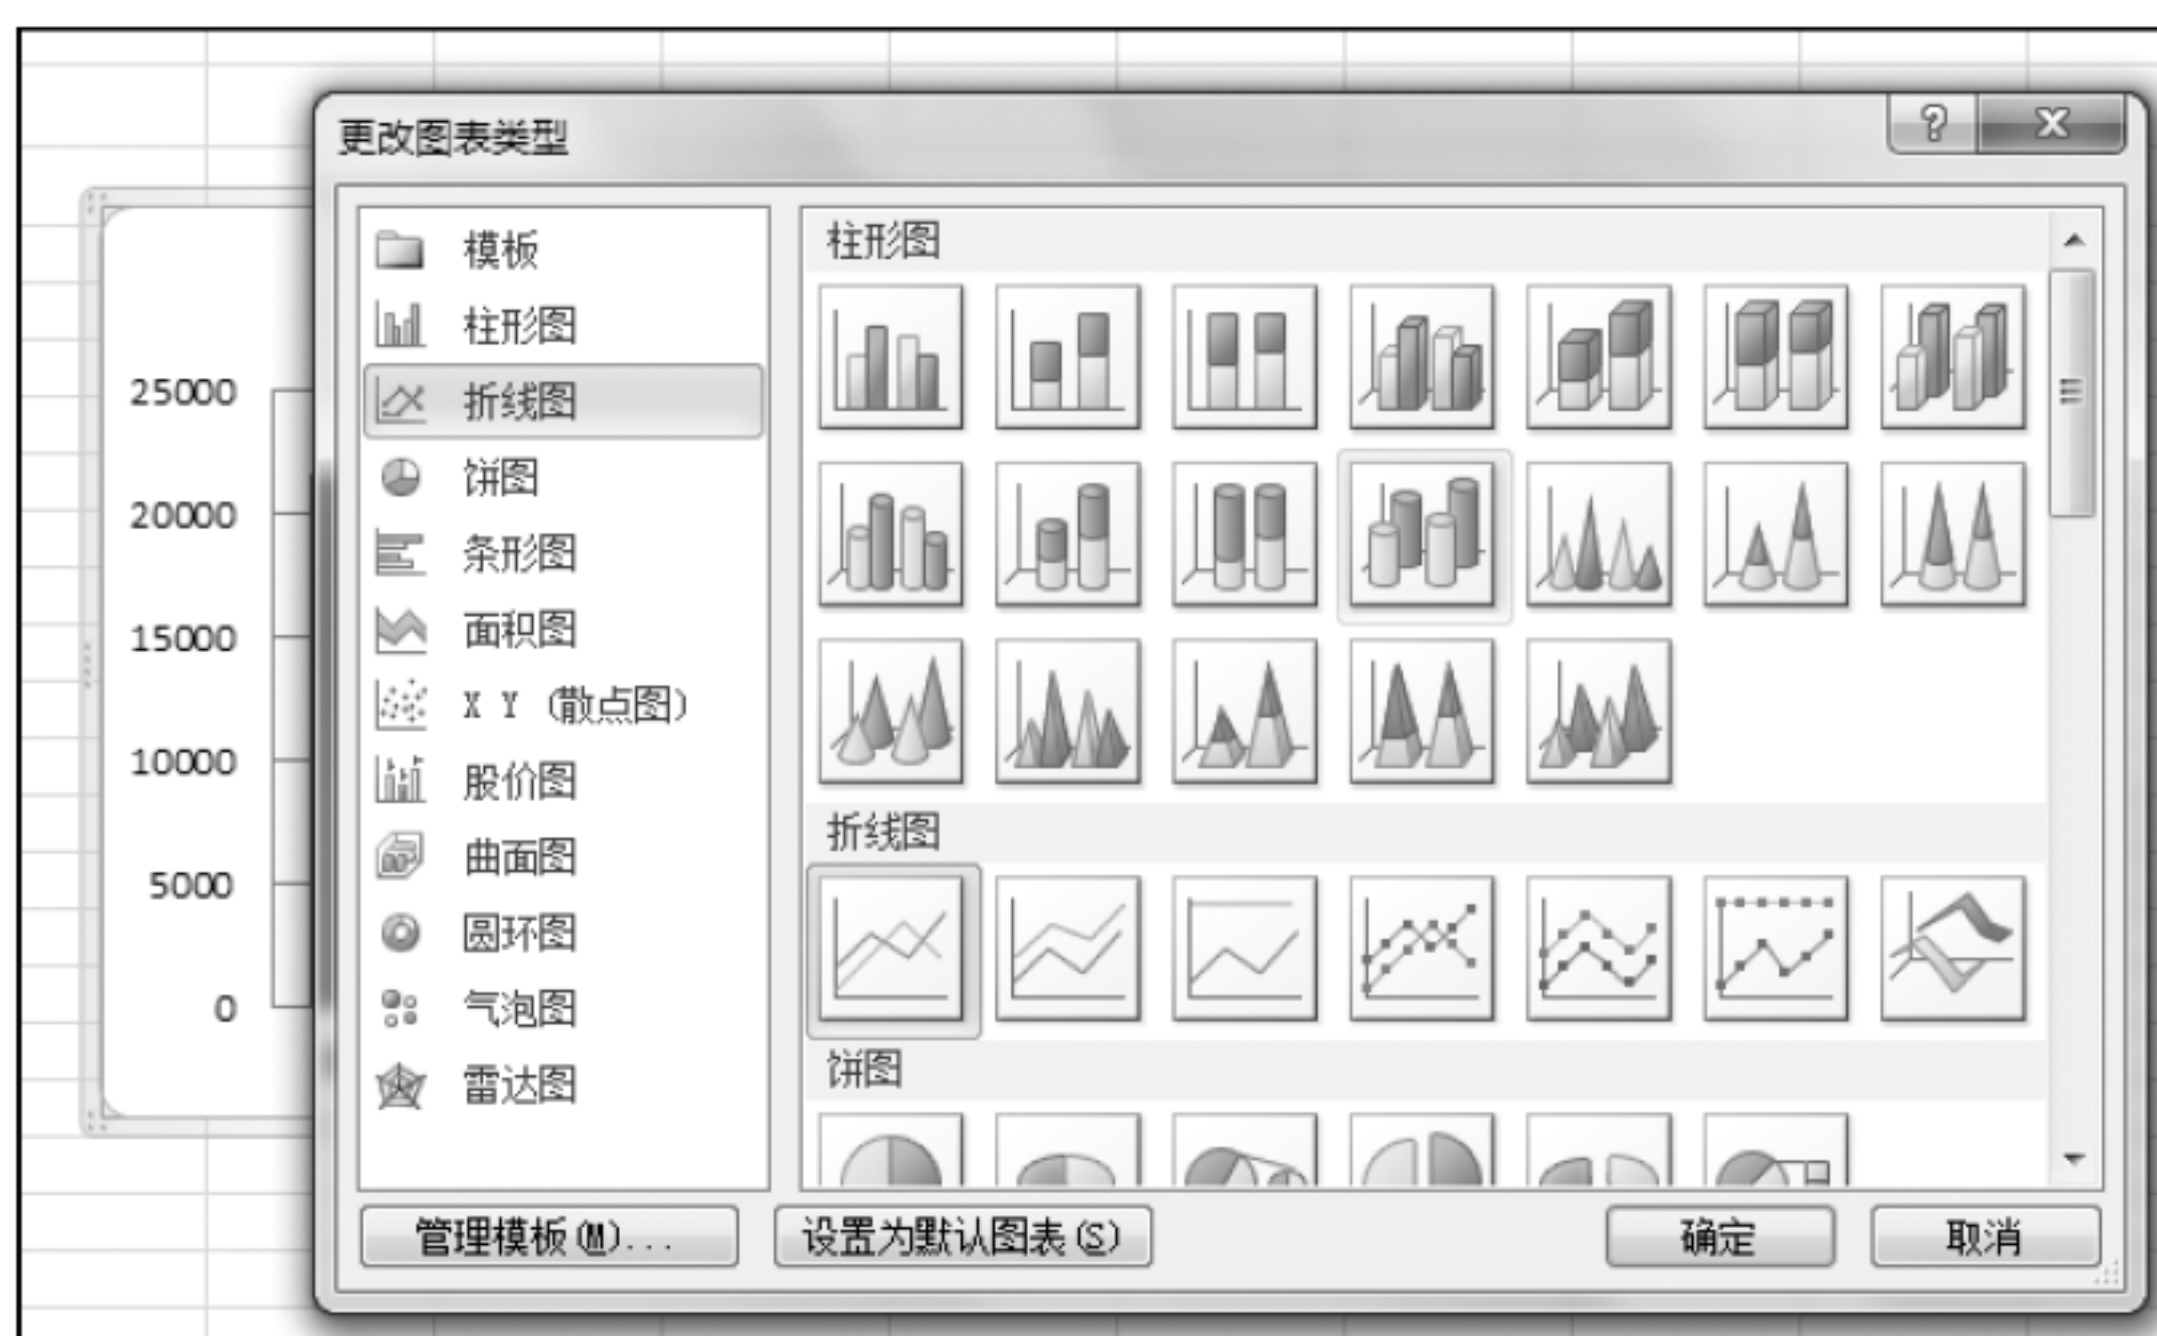 更改图表类型
模板
柱形图
折线图
饼图
条形图
面积图
X Y (散点图)
股价图
曲面图
圆环图
气泡图
雷达图
柱形图
折线图
饼图
25000
20000
15000
10000
5000
0
管理模板(M)...
设置为默认图表(S)
确定
取消